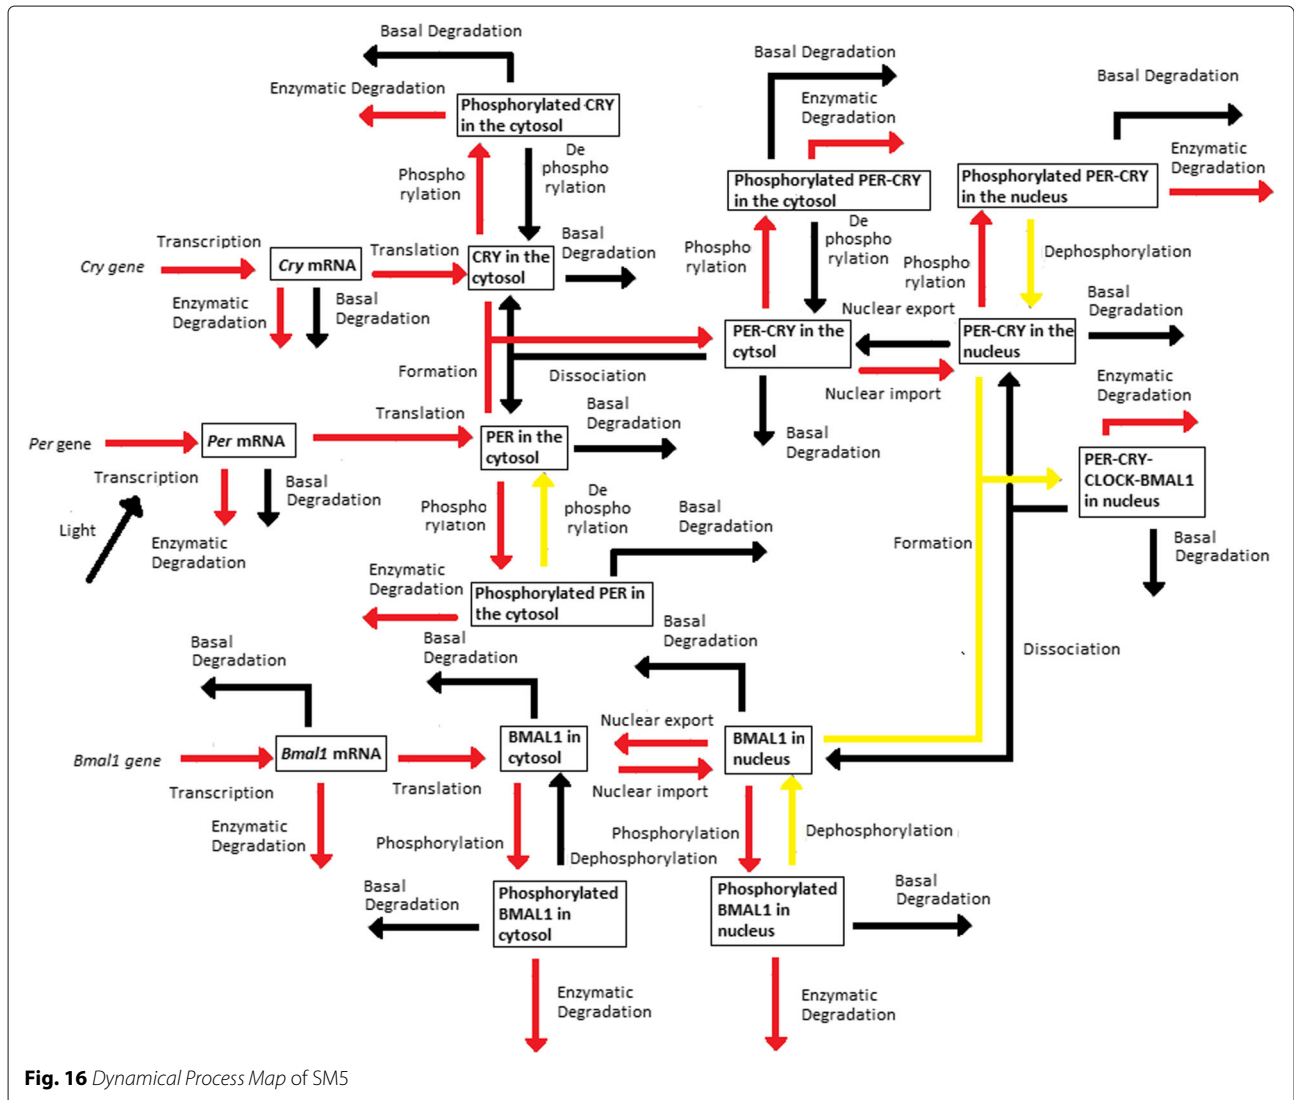 Basal Degradation
Enzymatic Degradation
Phosphorylated CRY
in the cytosol
Phospho
rylation
De
phospho
rylation
Transcription
Cry gene
Cry mRNA
Translation
CRY in the
cytosol
Basal
Degradation
Enzymatic
Degradation
Basal
Degradation
Basal Degradation
Enzymatic
Degradation
Phosphorylated PER-CRY
in the cytosol
Phospho
rylation
De
phospho
rylation
Basal Degradation
Enzymatic
Degradation
Phosphorylated PER-CRY
in the nucleus
Phospho
rylation
Dephosphorylation
Nuclear export
PER-CRY in the
cytsol
PER-CRY in the
nucleus
Basal
Degradation
Nuclear import
Formation
Dissociation
Basal
Degradation
Enzymatic
Degradation
PER-CRY-
CLOCK-BMAL1
in nucleus
Basal
Degradation
Per gene
Per mRNA
Translation
PER in the
cytosol
Basal
Degradation
Transcription
Light
Enzymatic
Degradation
Basal
Degradation
Phospho
rylation
De
phospho
rylation
Basal
Degradation
Enzymatic
Degradation
Phosphorylated PER in
the cytosol
Formation
Dissociation
Basal
Degradation
Basal
Degradation
Basal
Degradation
Bmal1 gene
Transcription
Bmal1 mRNA
Translation
BMAL1 in
cytosol
Nuclear export
Nuclear import
BMAL1 in
nucleus
Enzymatic
Degradation
Phosphorylation
Dephosphorylation
Phosphorylation
Dephosphorylation
Basal
Degradation
Phosphorylated
BMAL1 in
cytosol
Phosphorylated
BMAL1 in
nucleus
Basal
Degradation
Enzymatic
Degradation
Enzymatic
Degradation
Fig. 16 Dynamical Process Map of SM5